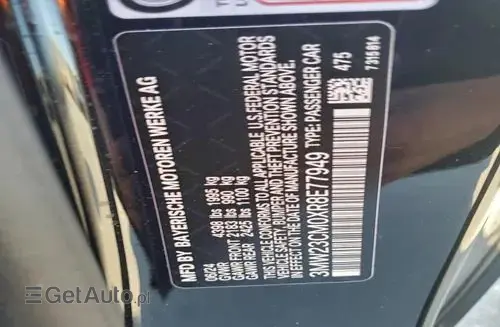 MFD BY BAYERISCHE MOTOREN WERKE AG
06/24
GVWR 4398 lbs 1995 kg
GAWR FRONT 2183 lbs 990 kg
GAWR REAR 2425 lbs 1100 kg
THIS VEHICLE CONFORMS TO ALL APPLICABLE U.S. FEDERAL MOTOR
VEHICLE SAFETY, BUMPER AND THEFT PREVENTION STANDARDS
IN EFFECT ON THE DATE OF MANUFACTURE SHOWN ABOVE.
3MW23CM0XR8E77949 TYPE: PASSENGER CAR
475
7315814
GetAuto.pl